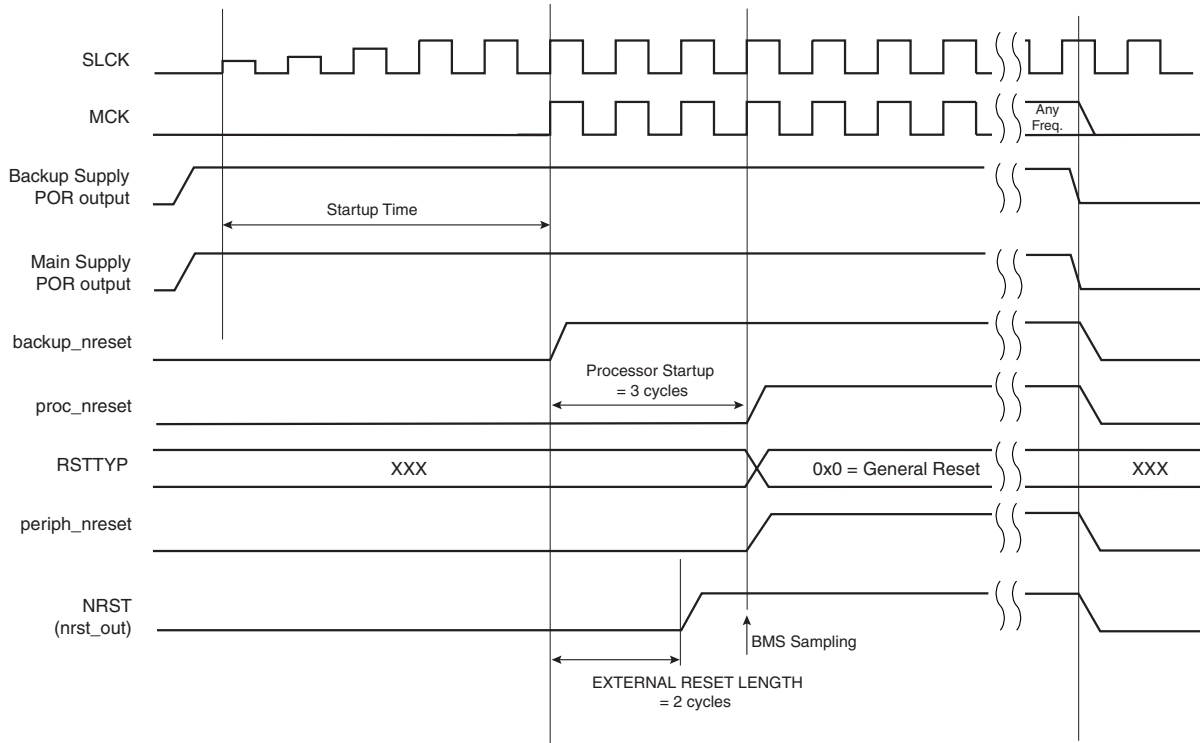 SLCK
MCK
Any
Freq.
Backup Supply
POR output
Startup Time
Main Supply
POR output
backup_nreset
Processor Startup
= 3 cycles
proc_nreset
RSTTYP
XXX
0x0 = General Reset
XXX
periph_nreset
NRST
(nrst_out)
BMS Sampling
EXTERNAL RESET LENGTH
= 2 cycles